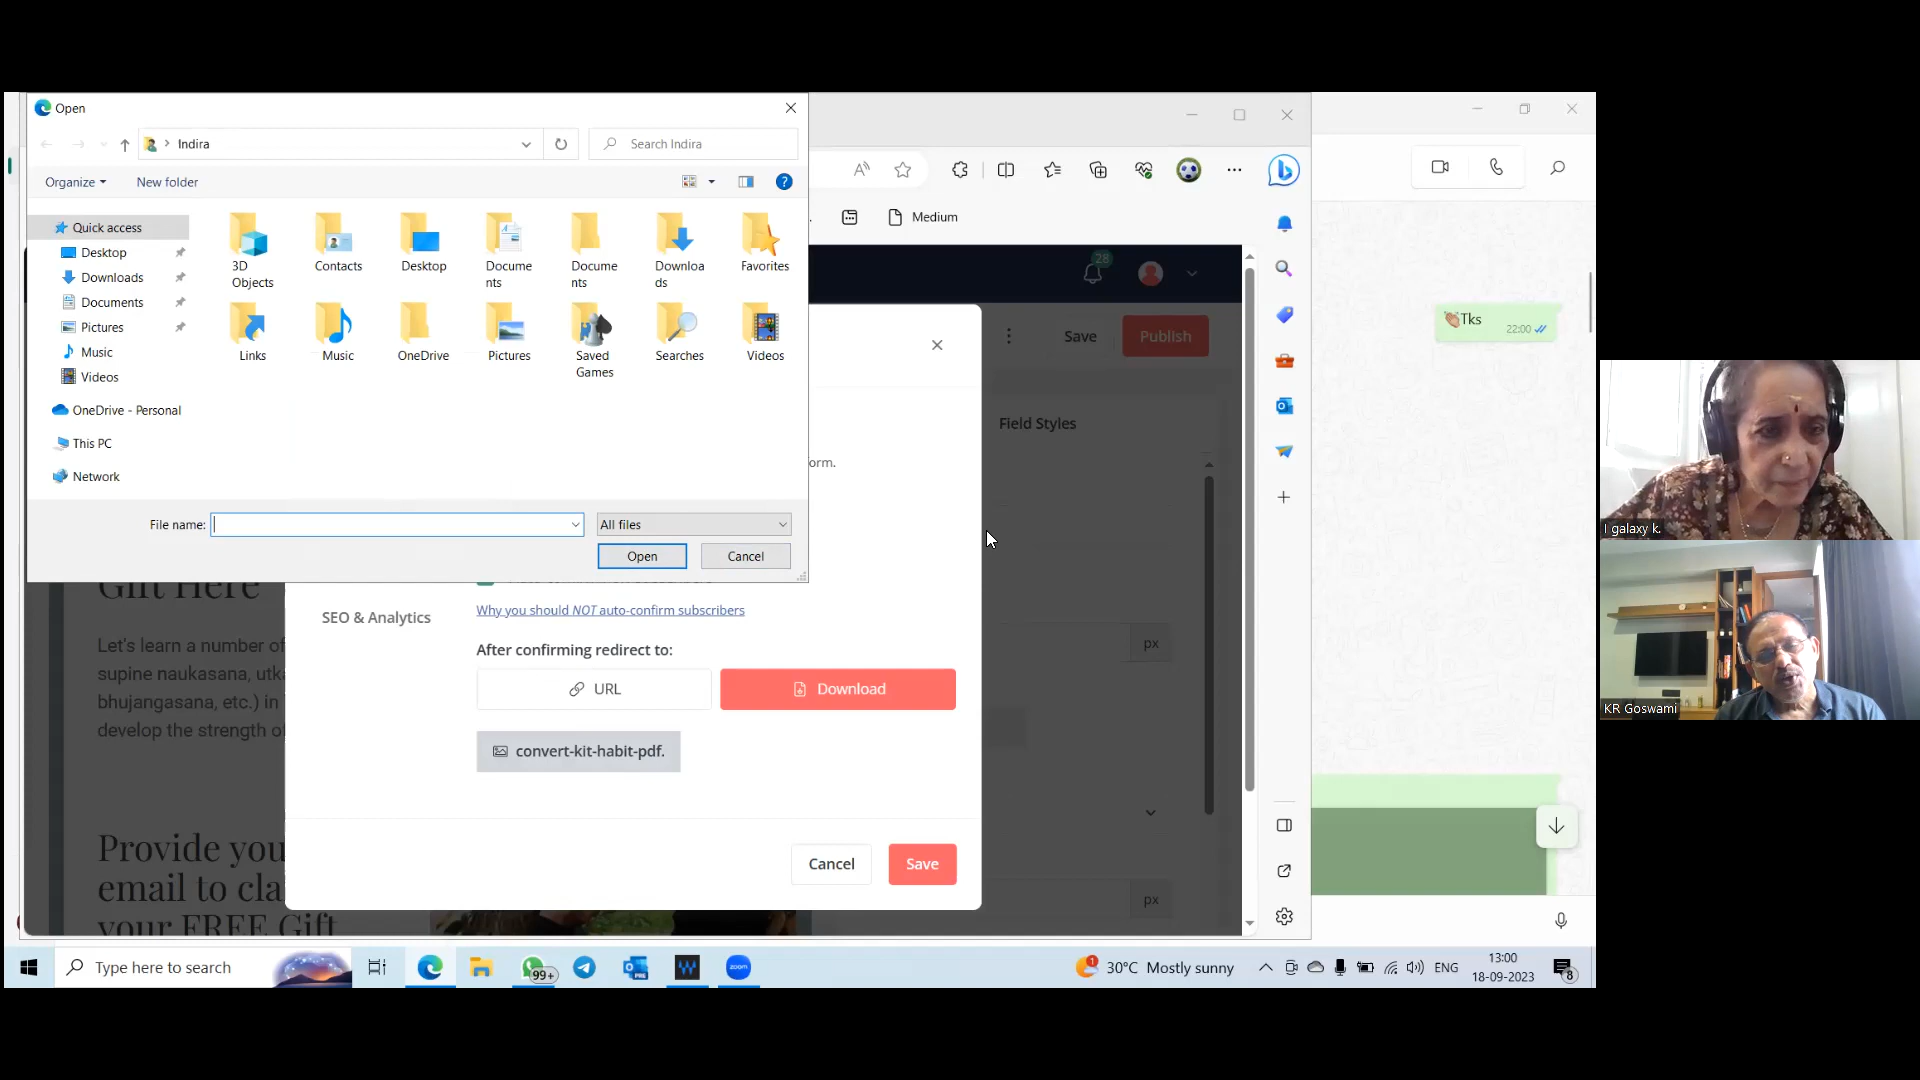 Open
Indira
Search Indira
Organize
New folder
Quick access
Desktop
Downloads
Documents
Pictures
Music
Videos
OneDrive - Personal
This PC
Network
3D
Objects
Contacts
Desktop
Docume
nts
Docume
nts
Downloa
ds
Favorites
Links
Music
OneDrive
Pictures
Saved
Games
Searches
Videos
File name:
All files
Open
Cancel
Medium
28
Save
Publish
Field Styles
orm.
Gift Here
Let's learn a number of
supine naukasana, utka
bhujangasana, etc.) in
develop the strength of
Provide you
email to cla
your FREE Gift
SEO & Analytics
Why you should NOT auto-confirm subscribers
After confirming redirect to:
URL
Download
convert-kit-habit-pdf.
Cancel
Save
px
px
👏🏽Tks
22:00
I galaxy k.
KR Goswami
Type here to search
99+
zoom
1
30°C Mostly sunny
ENG
13:00
18-09-2023
8